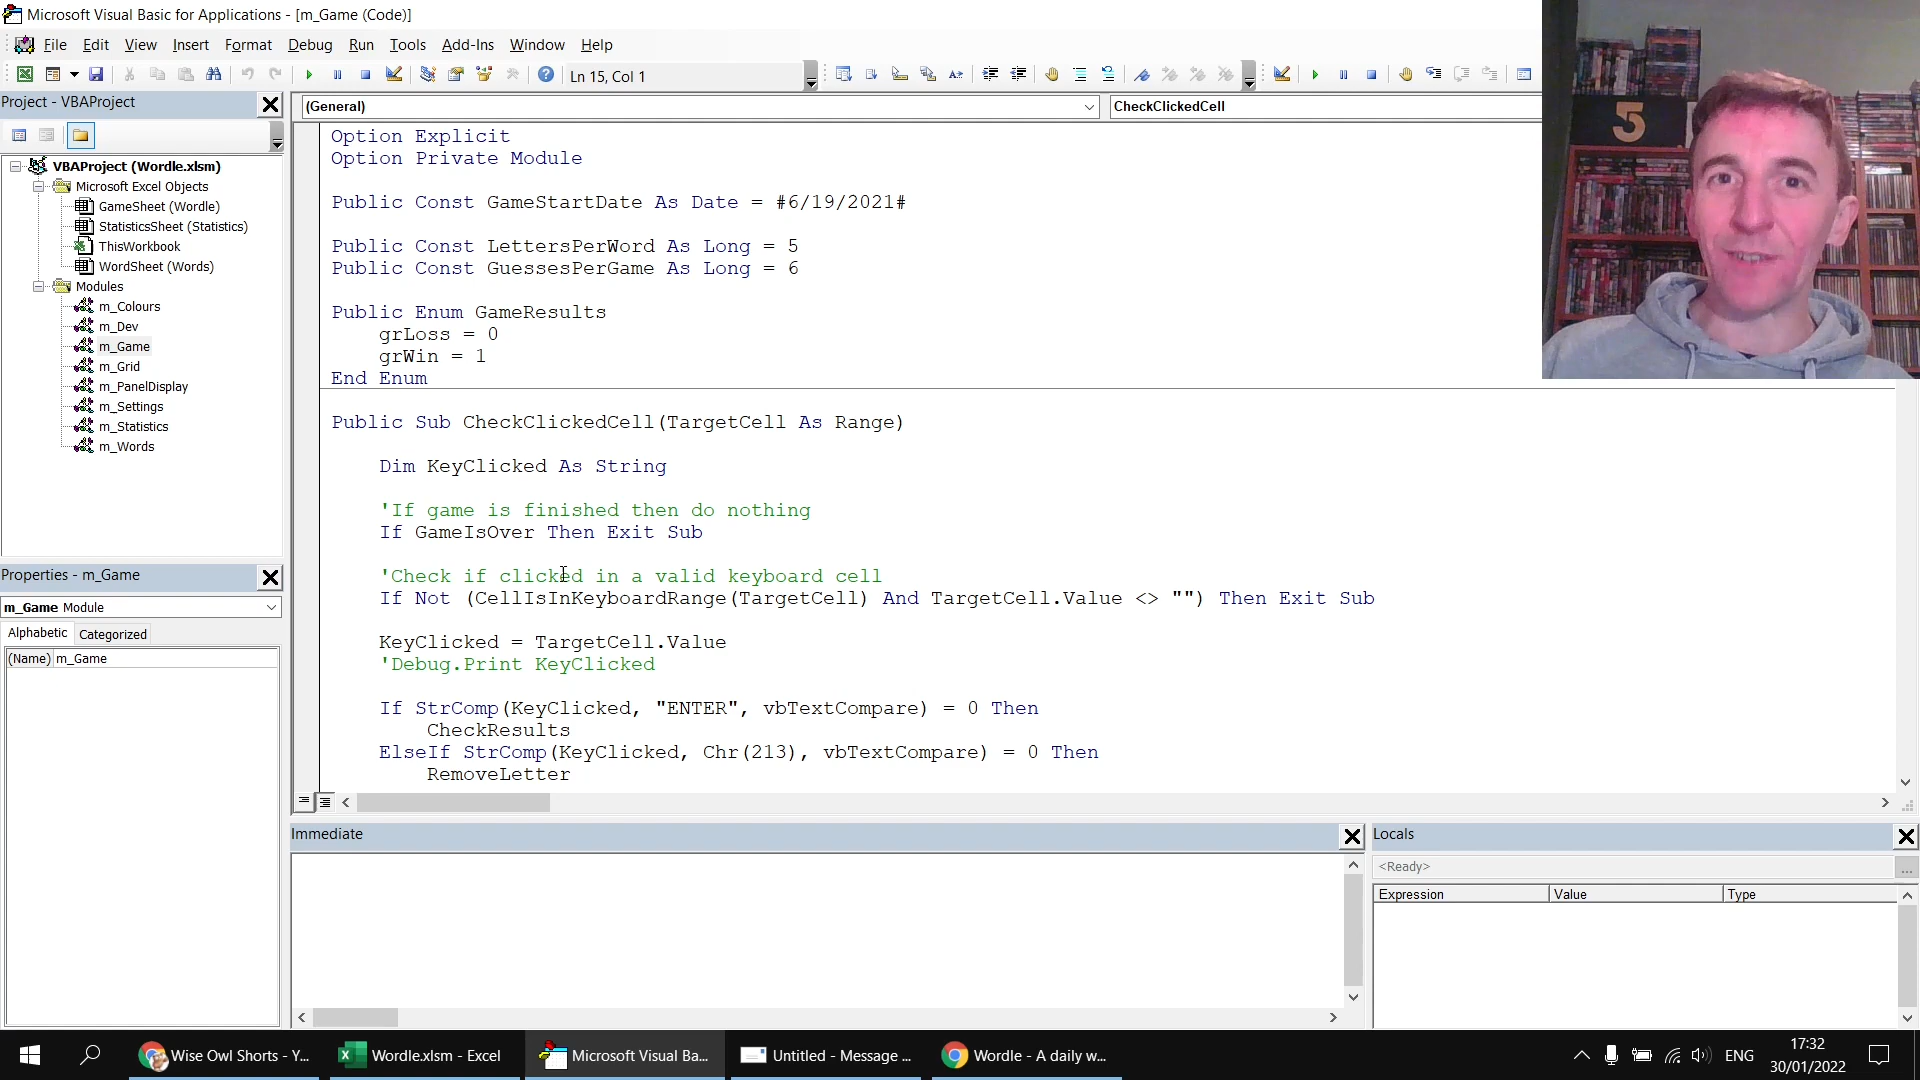 Microsoft Visual Basic for Applications - [m_Game (Code)]
File Edit View Insert Format Debug Run Tools Add-Ins Window Help
Ln 15, Col 1
Project - VBAProject
VBAProject (Wordle.xlsm)
Microsoft Excel Objects
GameSheet (Wordle)
StatisticsSheet (Statistics)
ThisWorkbook
WordSheet (Words)
Modules
m_Colours
m_Dev
m_Game
m_Grid
m_PanelDisplay
m_Settings
m_Statistics
m_Words
Properties - m_Game
m_Game Module
Alphabetic Categorized
(Name) m_Game
(General) CheckClickedCell
Option Explicit
Option Private Module
Public Const GameStartDate As Date = #6/19/2021#
Public Const LettersPerWord As Long = 5
Public Const GuessesPerGame As Long = 6
Public Enum GameResults
grLoss = 0
grWin = 1
End Enum
Public Sub CheckClickedCell(TargetCell As Range)
Dim KeyClicked As String
'If game is finished then do nothing
If GameIsOver Then Exit Sub
'Check if clicked in a valid keyboard cell
If Not (CellIsInKeyboardRange(TargetCell) And TargetCell.Value <> "") Then Exit Sub
KeyClicked = TargetCell.Value
'Debug.Print KeyClicked
If StrComp(KeyClicked, "ENTER", vbTextCompare) = 0 Then
CheckResults
ElseIf StrComp(KeyClicked, Chr(213), vbTextCompare) = 0 Then
RemoveLetter
5
Immediate
Locals
<Ready>
...
Expression Value Type
Wise Owl Shorts - Y...
Wordle.xlsm - Excel
Microsoft Visual Ba...
Untitled - Message ...
Wordle - A daily w...
ENG
17:32
30/01/2022